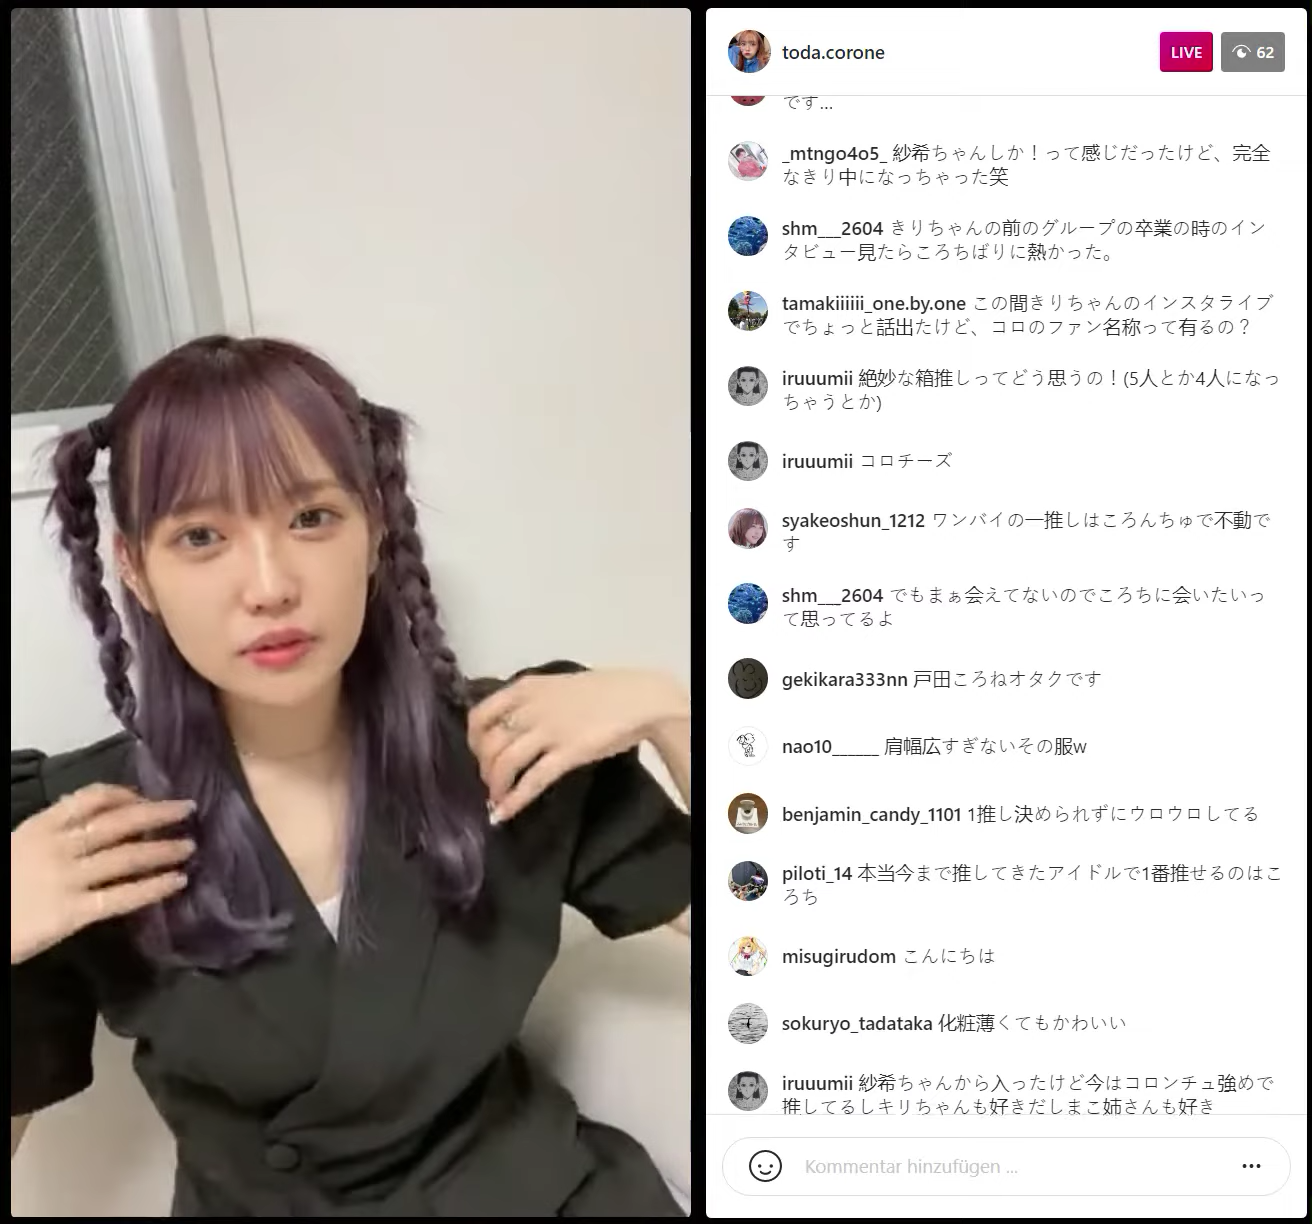 toda.corone
LIVE
62
です...
_mtngo4o5_ 紗希ちゃんしか！って感じだったけど、完全
なきり中になっちゃった笑
shm___2604 きりちゃんの前のグループの卒業の時のイン
タビュー見たらころちばりに熱かった。
tamakiiiiii_one.by.one この間きりちゃんのインスタライブ
でちょっと話出たけど、コロのファン名称って有るの？
iruuumii 絶妙な箱推しってどう思うの！(5人とか4人になっ
ちゃうとか)
iruuumii コロチーズ
syakeoshun_1212 ワンバイの一推しはころんちゅで不動で
す
shm___2604 でもまぁ会えてないのでころちに会いたいっ
て思ってるよ
gekikara333nn 戸田ころねオタクです
nao10______ 肩幅広すぎないその服w
benjamin_candy_1101 1推し決められずにウロウロしてる
piloti_14 本当今まで推してきたアイドルで1番推せるのはこ
ろち
misugirudom こんにちは
sokuryo_tadataka 化粧薄くてもかわいい
iruuumii 紗希ちゃんから入ったけど今はコロンチュ強めで
推してるしキリちゃんも好きだしまこ姉さんも好き
Kommentar hinzufügen ...